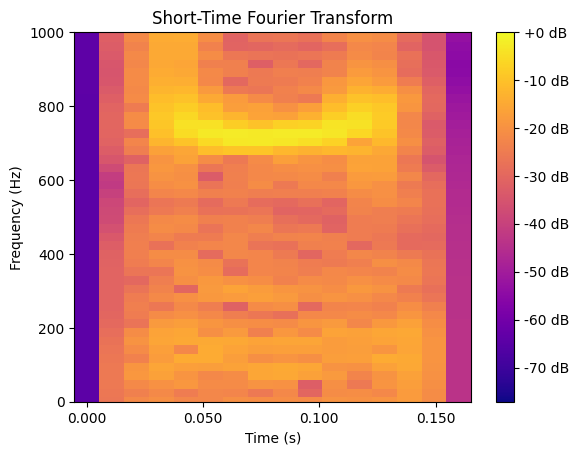 Short-Time Fourier Transform
1000
800
600
400
200
0
Frequency (Hz)
0.000
0.050
0.100
0.150
Time (s)
+0 dB
-10 dB
-20 dB
-30 dB
-40 dB
-50 dB
-60 dB
-70 dB